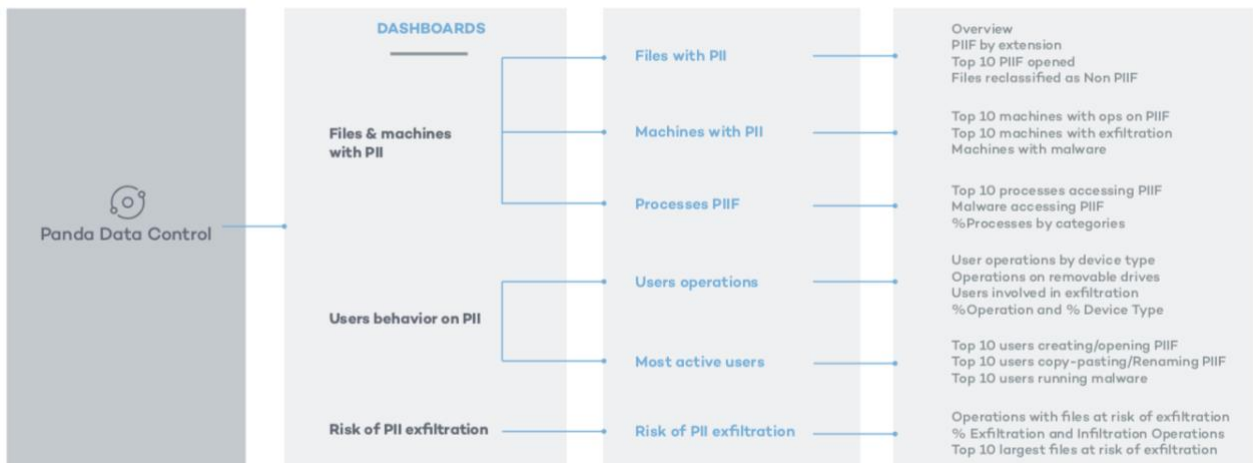 Panda Data Control
DASHBOARDS
Files & machines
with PII
Files with PII
Overview
PIIF by extension
Top 10 PIIF opened
Files reclassified as Non PIIF
Machines with PII
Top 10 machines with ops on PIIF
Top 10 machines with exfiltration
Machines with malware
Processes PIIF
Top 10 processes accessing PIIF
Malware accessing PIIF
%Processes by categories
Users behavior on PII
Users operations
User operations by device type
Operations on removable drives
Users involved in exfiltration
%Operation and % Device Type
Most active users
Top 10 users creating/opening PIIF
Top 10 users copy-pasting/Renaming PIIF
Top 10 users running malware
Risk of PII exfiltration
Risk of PII exfiltration
Operations with files at risk of exfiltration
% Exfiltration and Infiltration Operations
Top 10 largest files at risk of exfiltration